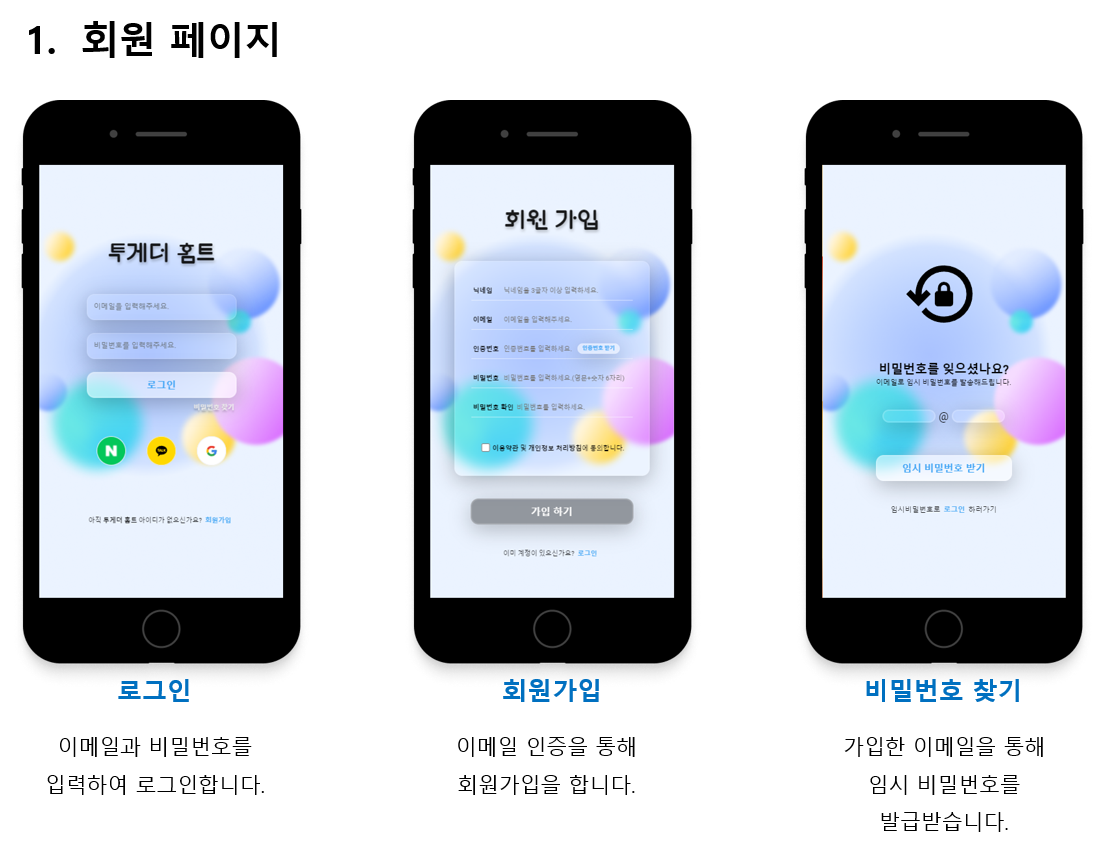 1. 회원 페이지
투게더 홈트
이메일을 입력해주세요.
비밀번호를 입력해주세요.
로그인
비밀번호 찾기
N
TALK
G
아직 투게더 홈트 아이디가 없으신가요? 회원가입
로그인
이메일과 비밀번호를
입력하여 로그인합니다.
회원 가입
닉네임 닉네임을 3글자 이상 입력하세요.
이메일 이메일을 입력해주세요.
인증번호 인증번호를 입력하세요. 인증번호 받기
비밀번호 비밀번호를 입력하세요.(영문+숫자 6자리)
비밀번호 확인 비밀번호를 입력하세요.
이용약관 및 개인정보 처리방침에 동의합니다.
가입 하기
이미 계정이 있으신가요? 로그인
회원가입
이메일 인증을 통해
회원가입을 합니다.
비밀번호를 잊으셨나요?
이메일로 임시 비밀번호를 발송해드립니다.
@
임시 비밀번호 받기
임시비밀번호로 로그인 하러가기
비밀번호 찾기
가입한 이메일을 통해
임시 비밀번호를
발급받습니다.